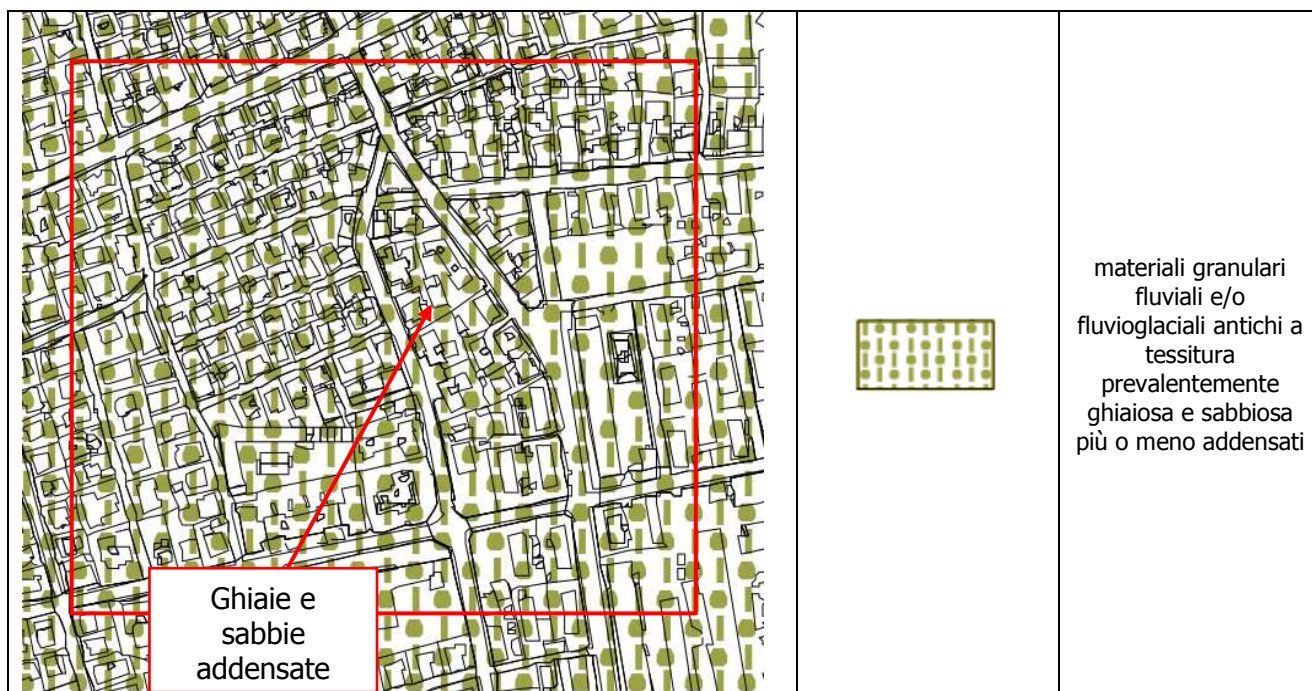 Ghiaie e
sabbie
addensate
materiali granulari
fluviali e/o
fluvioglaciali antichi a
tessitura
prevalentemente
ghiaiosa e sabbiosa
più o meno addensati